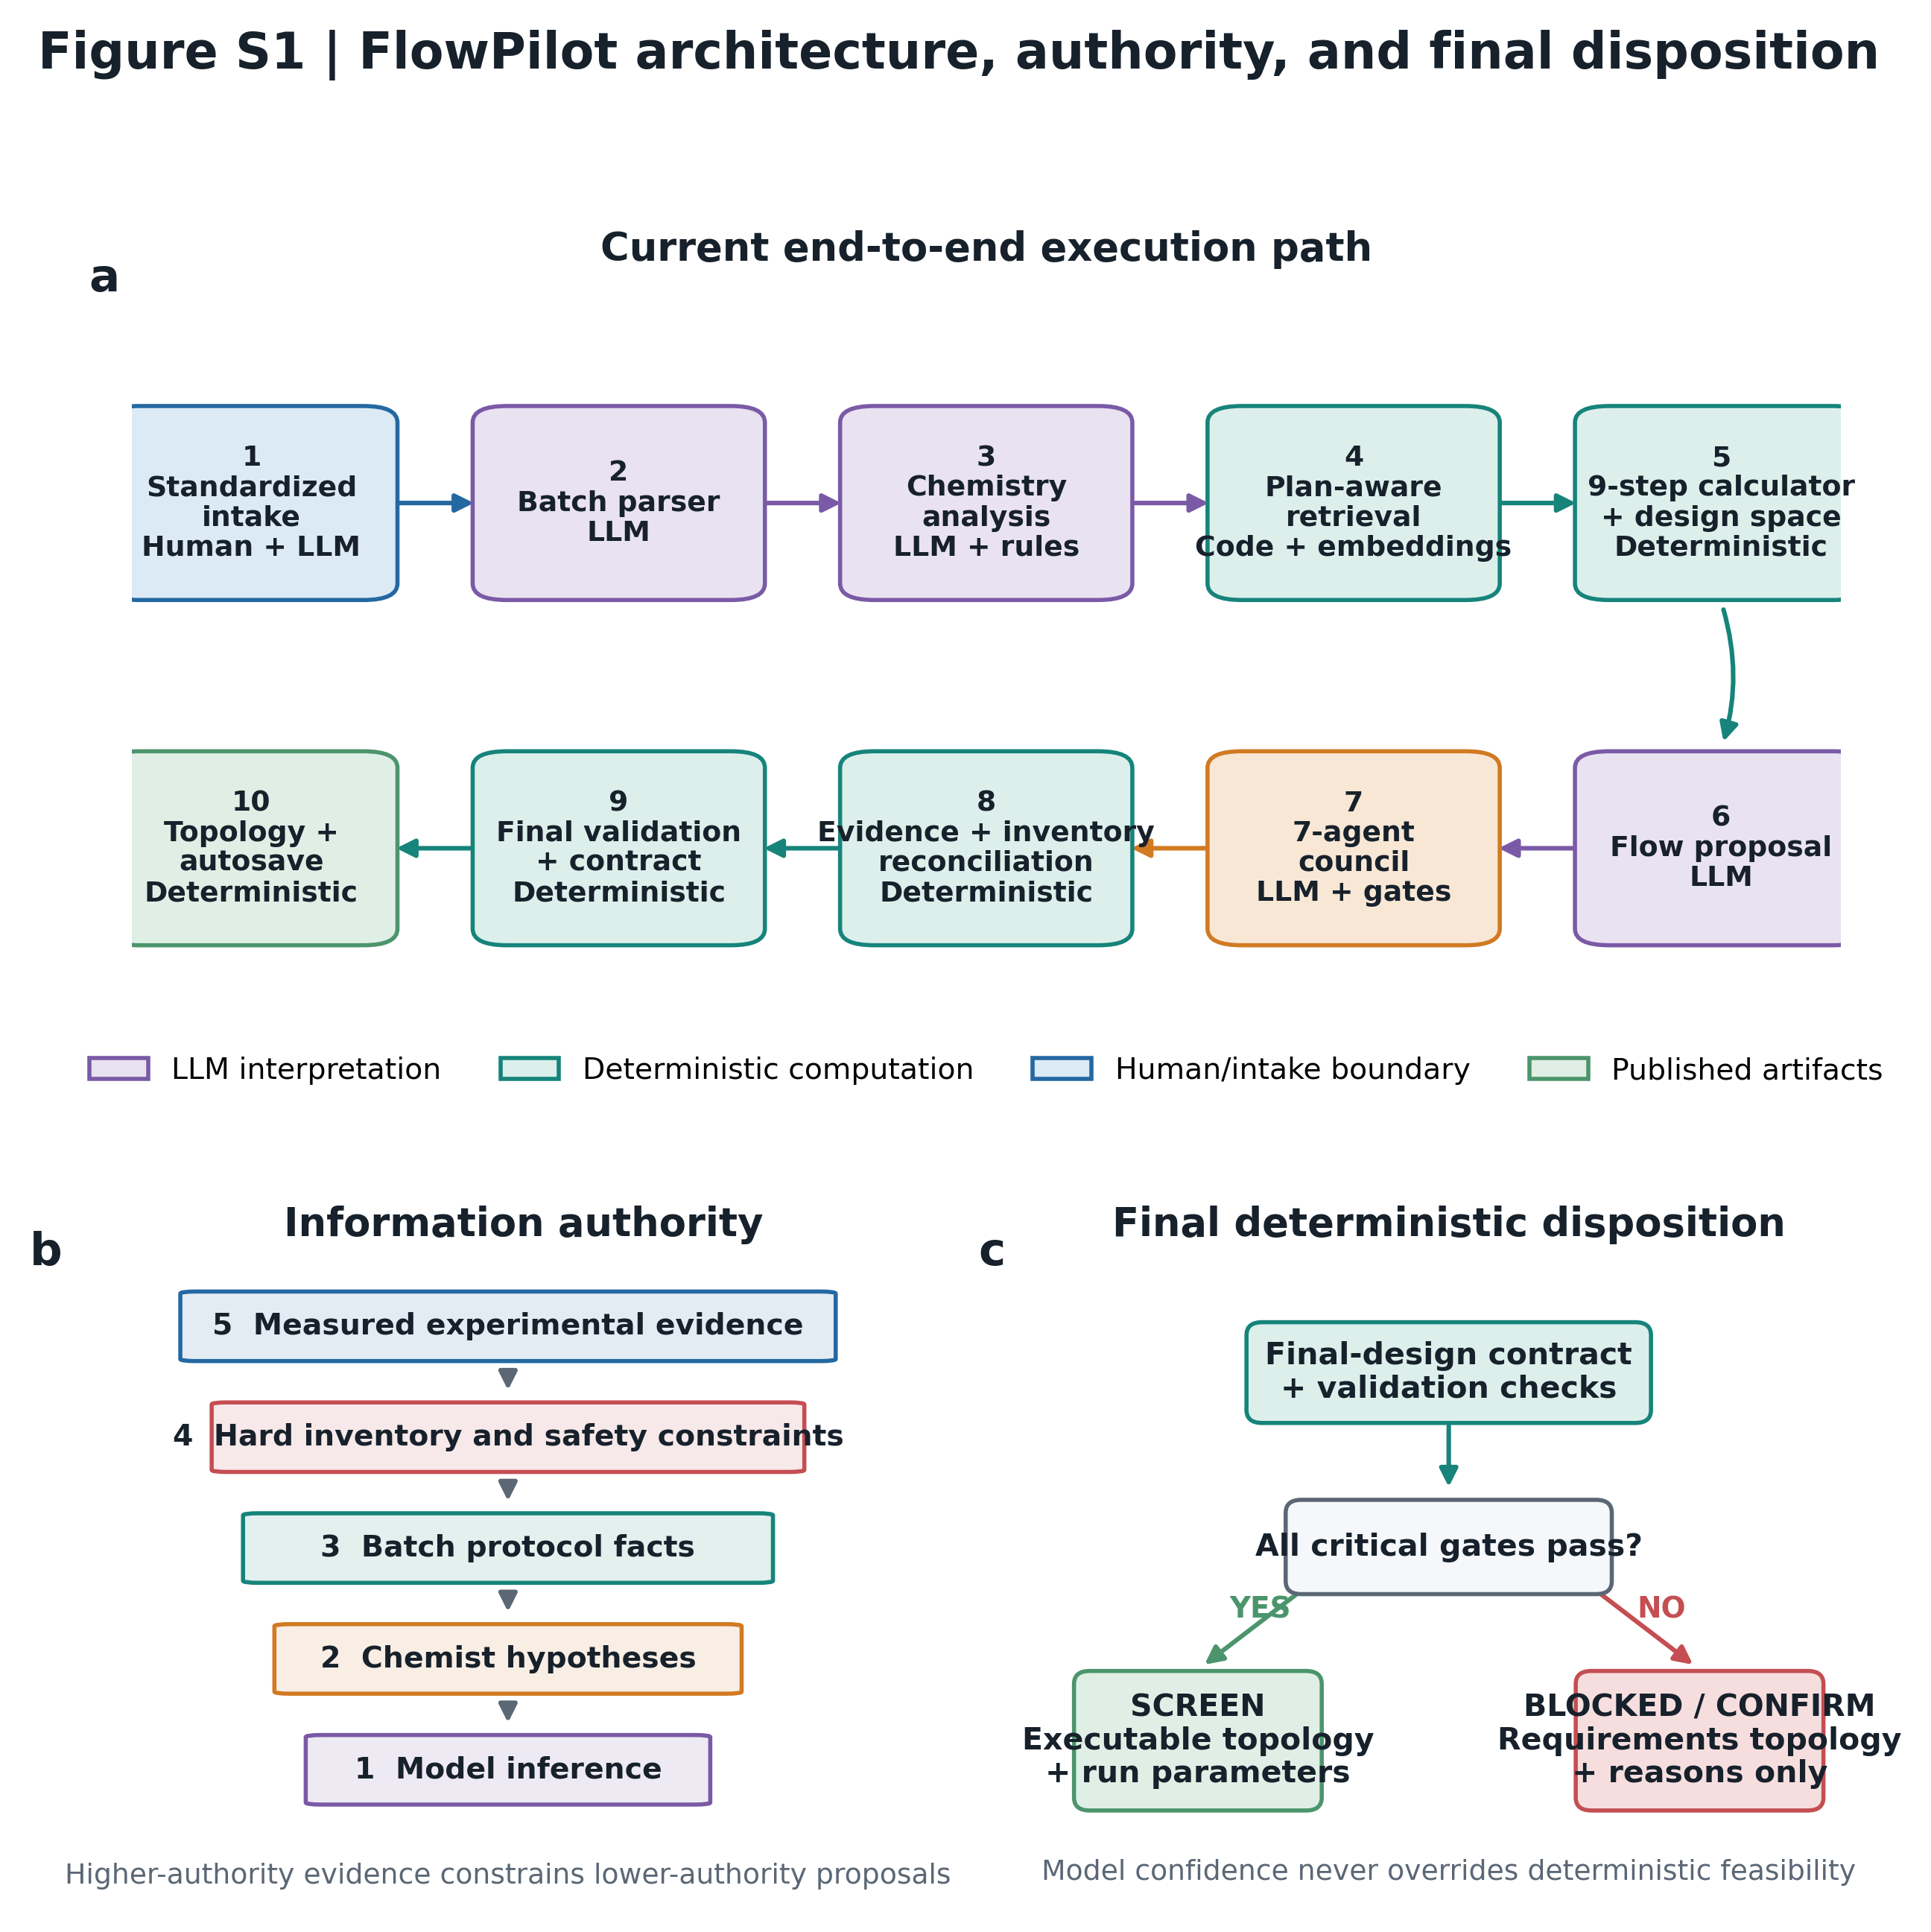 Figure S1 | FlowPilot architecture, authority, and final disposition
Current end-to-end execution path
a
1
Standardized
intake
Human + LLM
2
Batch parser
LLM
3
Chemistry
analysis
LLM + rules
4
Plan-aware
retrieval
Code + embeddings
5
9-step calculator
+ design space
Deterministic
10
Topology +
autosave
Deterministic
9
Final validation
+ contract
Deterministic
8
Evidence + inventory
reconciliation
Deterministic
7
7-agent
council
LLM + gates
6
Flow proposal
LLM
LLM interpretation
Deterministic computation
Human/intake boundary
Published artifacts
b
Information authority
5 Measured experimental evidence
4 Hard inventory and safety constraints
3 Batch protocol facts
2 Chemist hypotheses
1 Model inference
Higher-authority evidence constrains lower-authority proposals
c
Final deterministic disposition
Final-design contract
+ validation checks
All critical gates pass?
YES
NO
SCREEN
Executable topology
+ run parameters
BLOCKED / CONFIRM
Requirements topology
+ reasons only
Model confidence never overrides deterministic feasibility